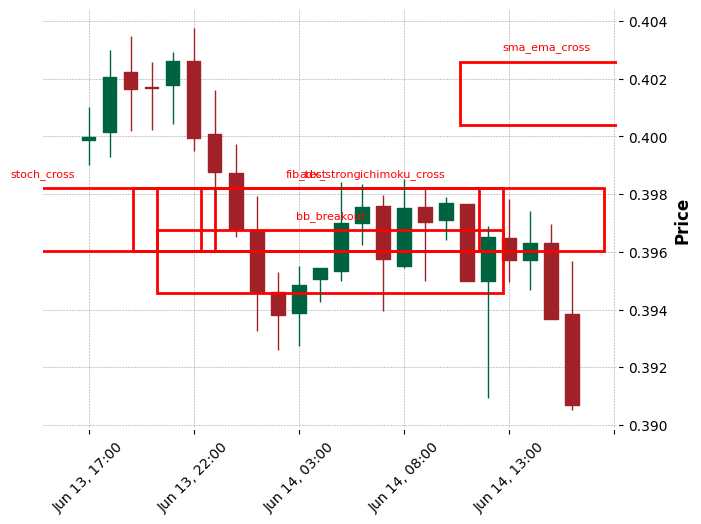 0.404
sma_ema_cross
0.402
0.400
stoch_cross
ichimoku_cross
0.398
bb_breakout
0.396
Price
0.394
0.392
0.390
Jun 13, 17:00
Jun 13, 22:00
Jun 14, 03:00
Jun 14, 08:00
Jun 14, 13:00